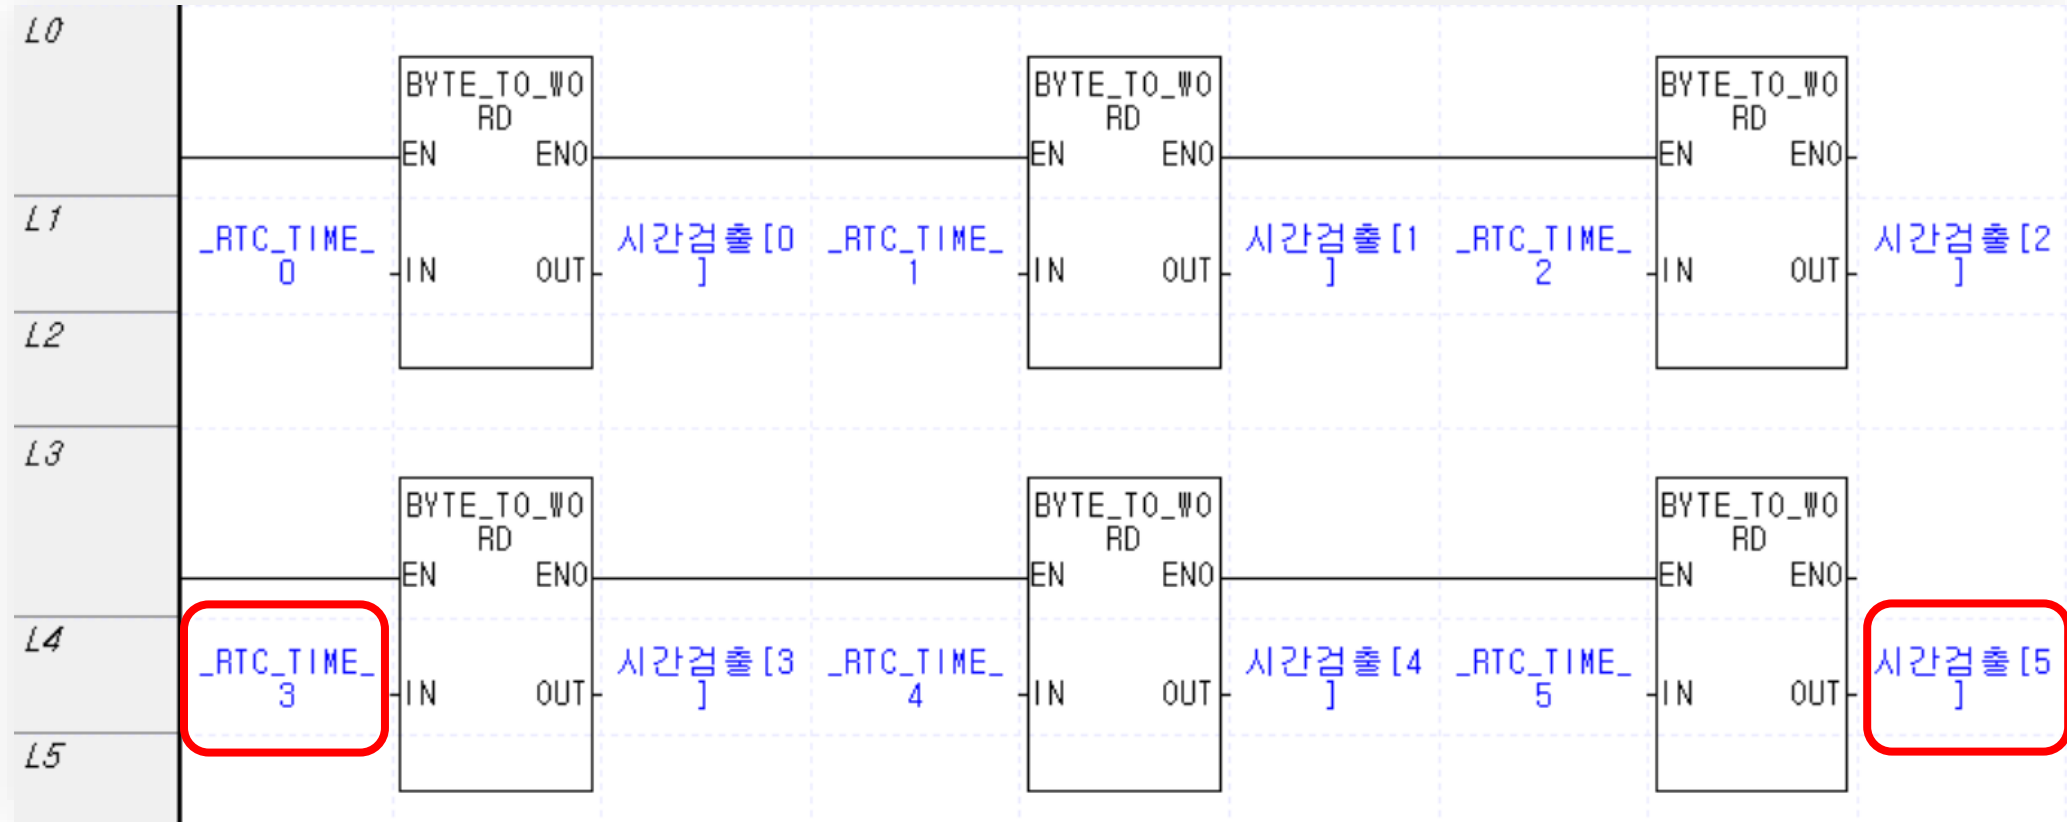 L0
BYTE_TO_WO
RD
EN ENO
BYTE_TO_WO
RD
EN ENO
BYTE_TO_WO
RD
EN ENO
L1
_RTC_TIME_
0
IN OUT
시간검출[0
]
_RTC_TIME_
1
IN OUT
시간검출[1
]
_RTC_TIME_
2
IN OUT
시간검출[2
]
L2
L3
BYTE_TO_WO
RD
EN ENO
BYTE_TO_WO
RD
EN ENO
BYTE_TO_WO
RD
EN ENO
L4
_RTC_TIME_
3
IN OUT
시간검출[3
]
_RTC_TIME_
4
IN OUT
시간검출[4
]
_RTC_TIME_
5
IN OUT
시간검출[5
]
L5